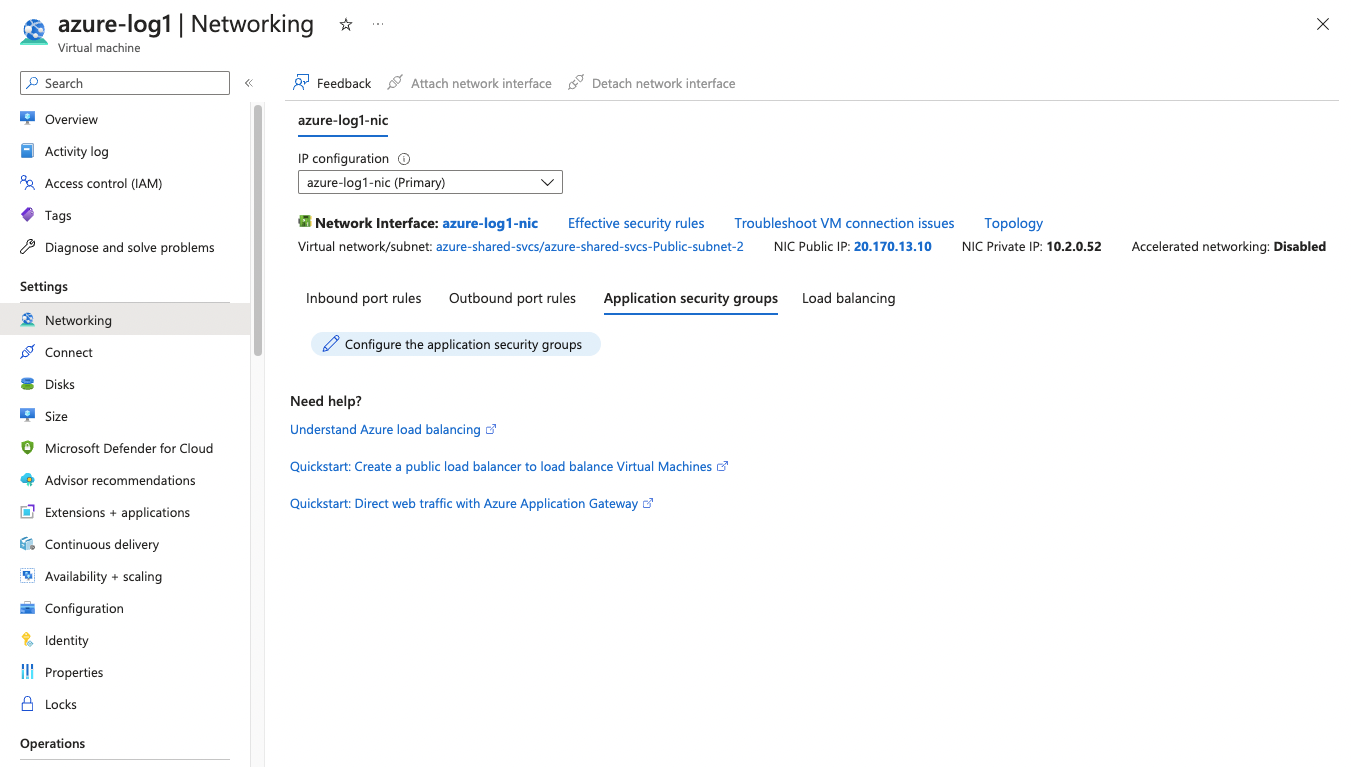 azure-log1 | Networking ☆ ···
Virtual machine
Search «
Overview
Activity log
Access control (IAM)
Tags
Diagnose and solve problems
Settings
Networking
Connect
Disks
Size
Microsoft Defender for Cloud
Advisor recommendations
Extensions + applications
Continuous delivery
Availability + scaling
Configuration
Identity
Properties
Locks
Operations
Feedback Attach network interface Detach network interface
azure-log1-nic
IP configuration
azure-log1-nic (Primary)
Network Interface: azure-log1-nic Effective security rules Troubleshoot VM connection issues Topology
Virtual network/subnet: azure-shared-svcs/azure-shared-svcs-Public-subnet-2 NIC Public IP: 20.170.13.10 NIC Private IP: 10.2.0.52 Accelerated networking: Disabled
Inbound port rules Outbound port rules Application security groups Load balancing
Configure the application security groups
Need help?
Understand Azure load balancing
Quickstart: Create a public load balancer to load balance Virtual Machines
Quickstart: Direct web traffic with Azure Application Gateway